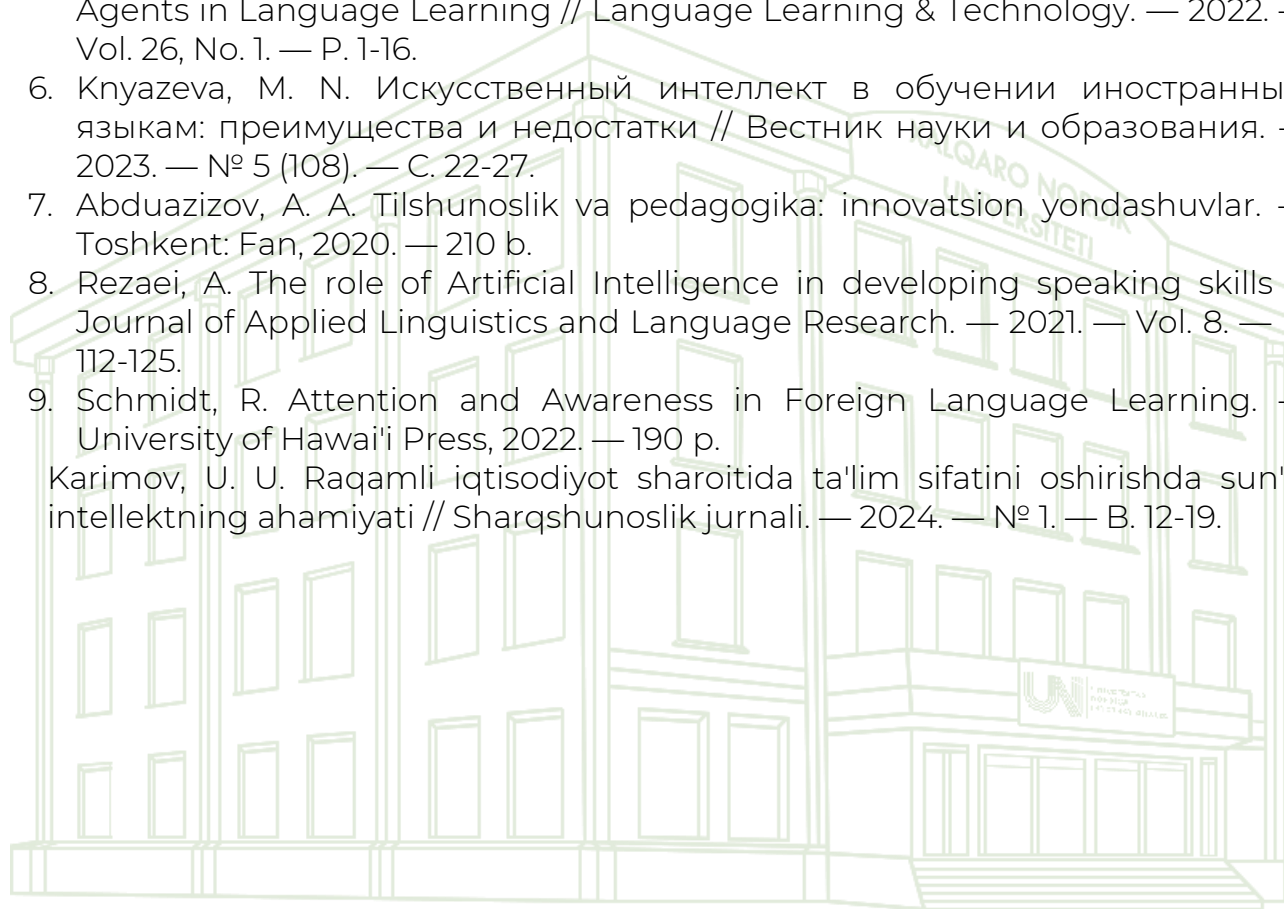 Agents in Language Learning // Language Learning & Technology. — 2022. -
Vol. 26, No. 1. — P. 1-16.
6. Knyazeva, M. N. Искусственный интеллект в обучении иностранны
языкам: преимущества и недостатки // Вестник науки и образования. -
2023. — № 5 (108). — С. 22-27.
7. Abduazizov, A. A. Tilshunoslik va pedagogika: innovatsion yondashuvlar. -
Toshkent: Fan, 2020. — 210 b.
8. Rezaei, A. The role of Artificial Intelligence in developing speaking skills
Journal of Applied Linguistics and Language Research. — 2021. — Vol. 8. —
112-125.
9. Schmidt, R. Attention and Awareness in Foreign Language Learning. -
University of Hawai'i Press, 2022. — 190 p.
Karimov, U. U. Raqamli iqtisodiyot sharoitida ta'lim sifatini oshirishda sun'
intellektning ahamiyati // Sharqshunoslik jurnali. — 2024. — № 1. — B. 12-19.
XALQARO NORDIK
UNIVERSITETI
UNI